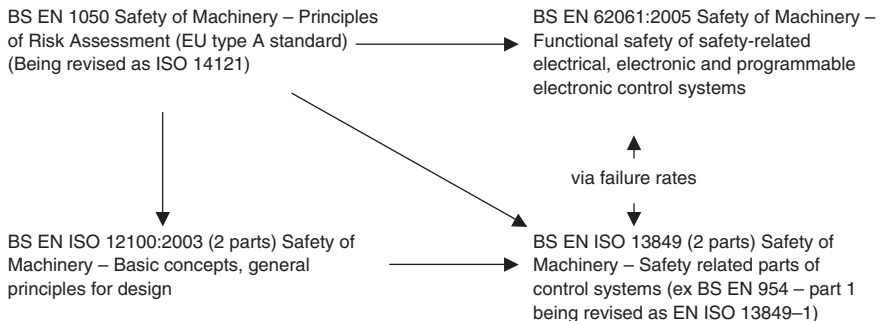 BS EN 1050 Safety of Machinery – Principles
of Risk Assessment (EU type A standard)
(Being revised as ISO 14121)
BS EN 62061:2005 Safety of Machinery –
Functional safety of safety-related
electrical, electronic and programmable
electronic control systems
via failure rates
BS EN ISO 12100:2003 (2 parts) Safety of
Machinery – Basic concepts, general
principles for design
BS EN ISO 13849 (2 parts) Safety of
Machinery – Safety related parts of
control systems (ex BS EN 954 – part 1
being revised as EN ISO 13849–1)